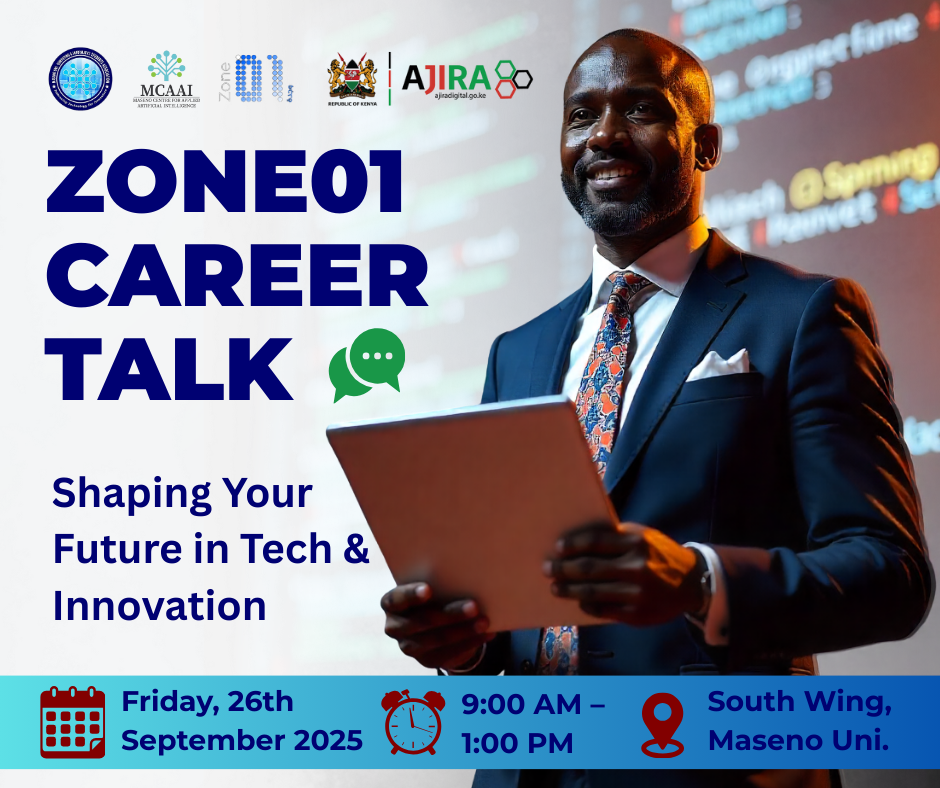 MCAAI
MASENO CENTRE FOR APPLIED
ARTIFICIAL INTELLIGENCE
Zone
01
REPUBLIC OF KENYA
AJIRA
ajiradigital.go.ke
ZONE01
CAREER
TALK
Shaping Your
Future in Tech &
Innovation
Friday, 26th
September 2025
9:00 AM –
1:00 PM
South Wing,
Maseno Uni.